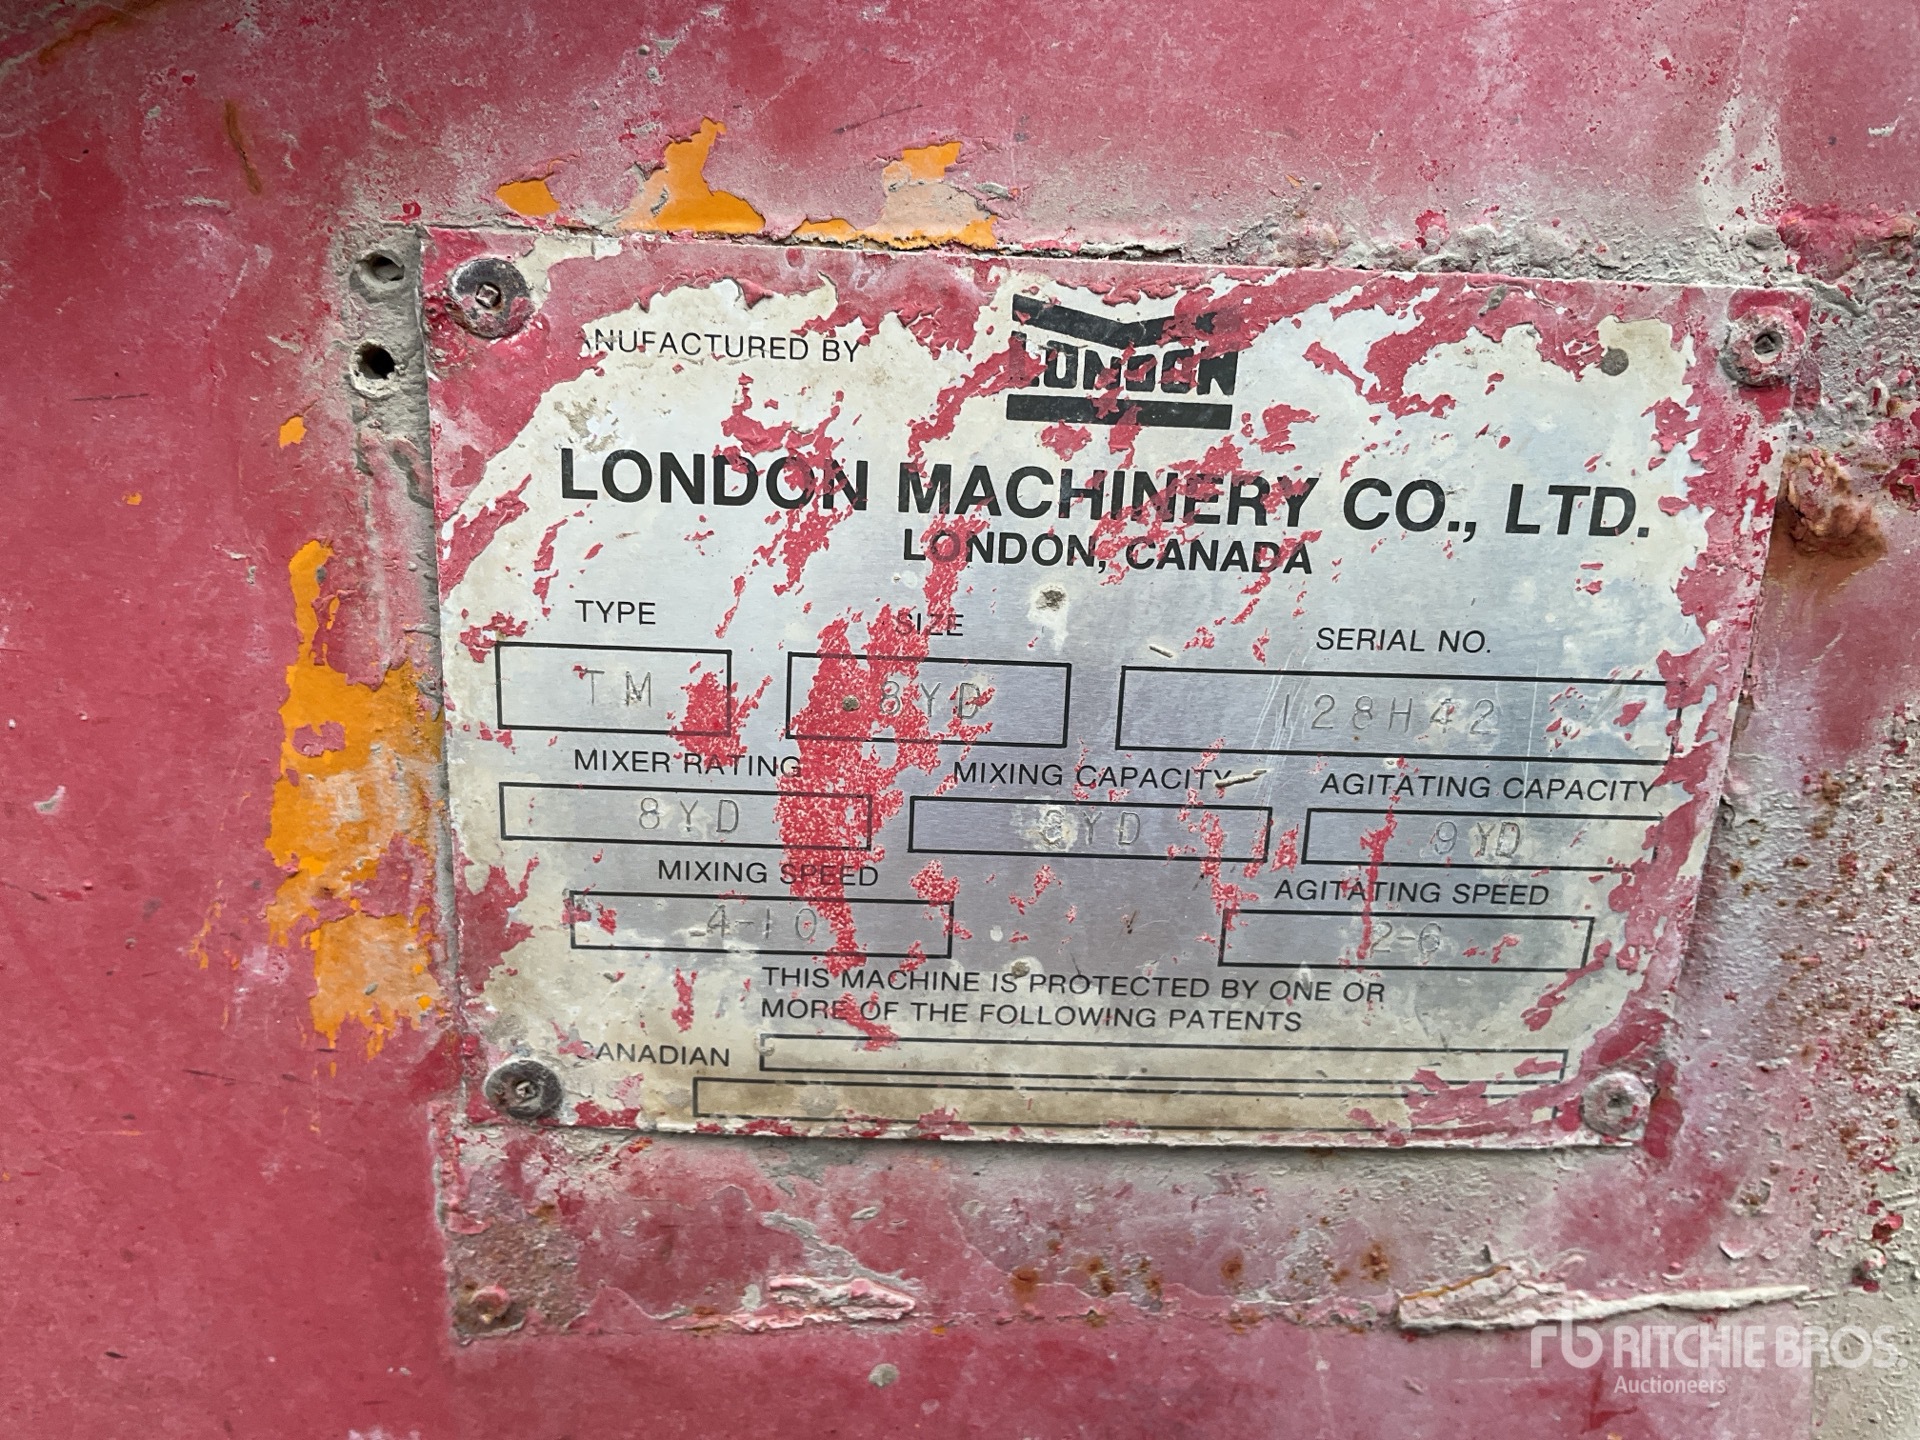 ANUFACTURED BY
LONDON
LONDON MACHINERY CO., LTD.
LONDON, CANADA
TYPE SIZE SERIAL NO.
TM 8YD 128H42
MIXER RATING MIXING CAPACITY AGITATING CAPACITY
8YD 8YD 9YD
MIXING SPEED AGITATING SPEED
4-10 2-6
THIS MACHINE IS PROTECTED BY ONE OR
MORE OF THE FOLLOWING PATENTS
CANADIAN
rb RITCHIE BROS
Auctioneers